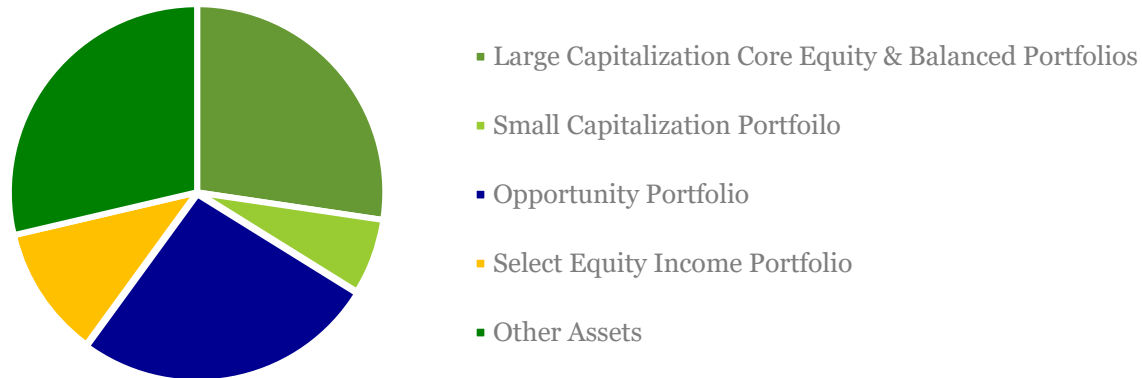 Large Capitalization Core Equity & Balanced Portfolios
Small Capitalization Portfoilo
Opportunity Portfolio
Select Equity Income Portfolio
Other Assets